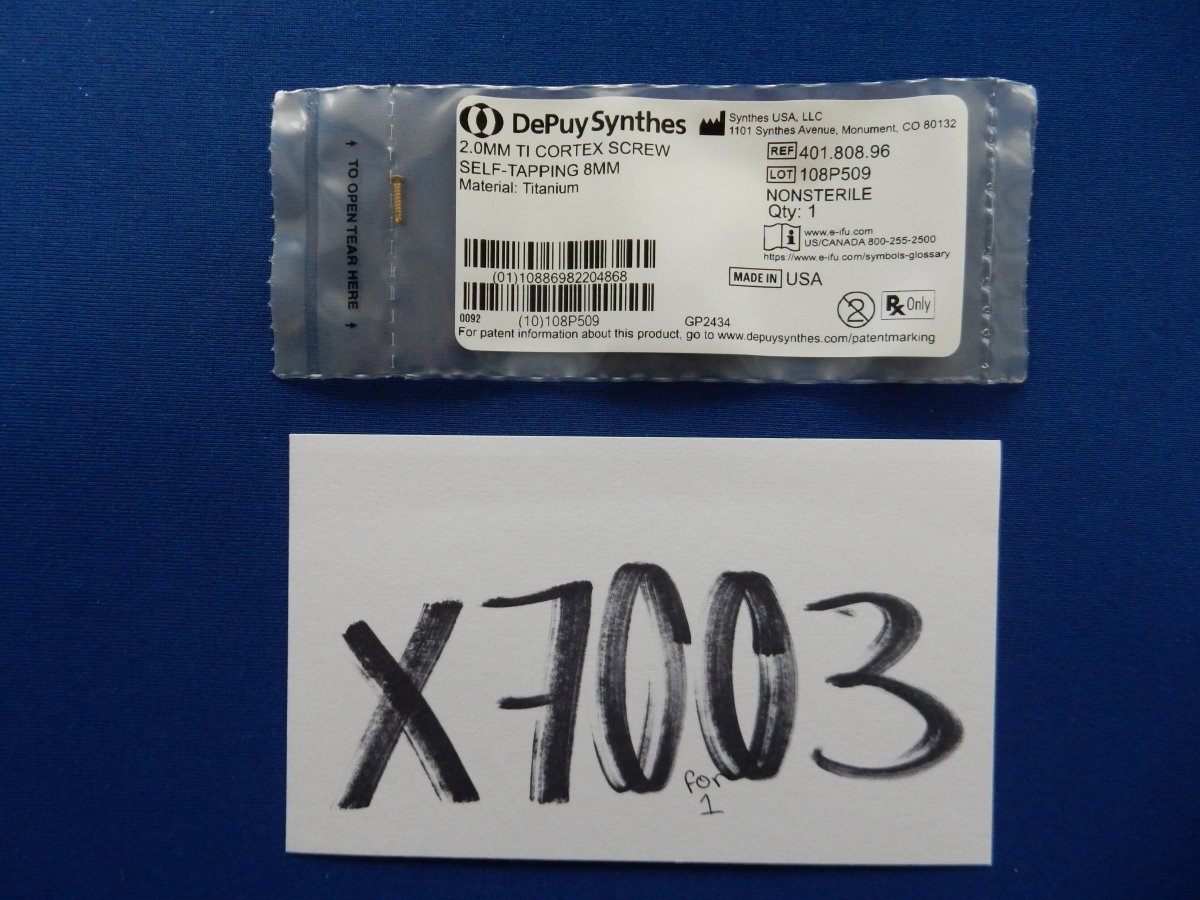 DePuy Synthes
2.0MM TI CORTEX SCREW
SELF-TAPPING 8MM
Material: Titanium
Synthes USA, LLC
1101 Synthes Avenue, Monument, CO 80132
REF 401.808.96
LOT 108P509
NONSTERILE
Qty: 1
i www.e-ifu.com
US/CANADA 800-255-2500
https://www.e-ifu.com/symbols-glossary
MADE IN USA
(01)10886982204868
0092 (10)108P509
GP2434
2 Rx Only
For patent information about this product, go to www.depuysynthes.com/patentmarking
TO OPEN TEAR HERE
X7003
for
1